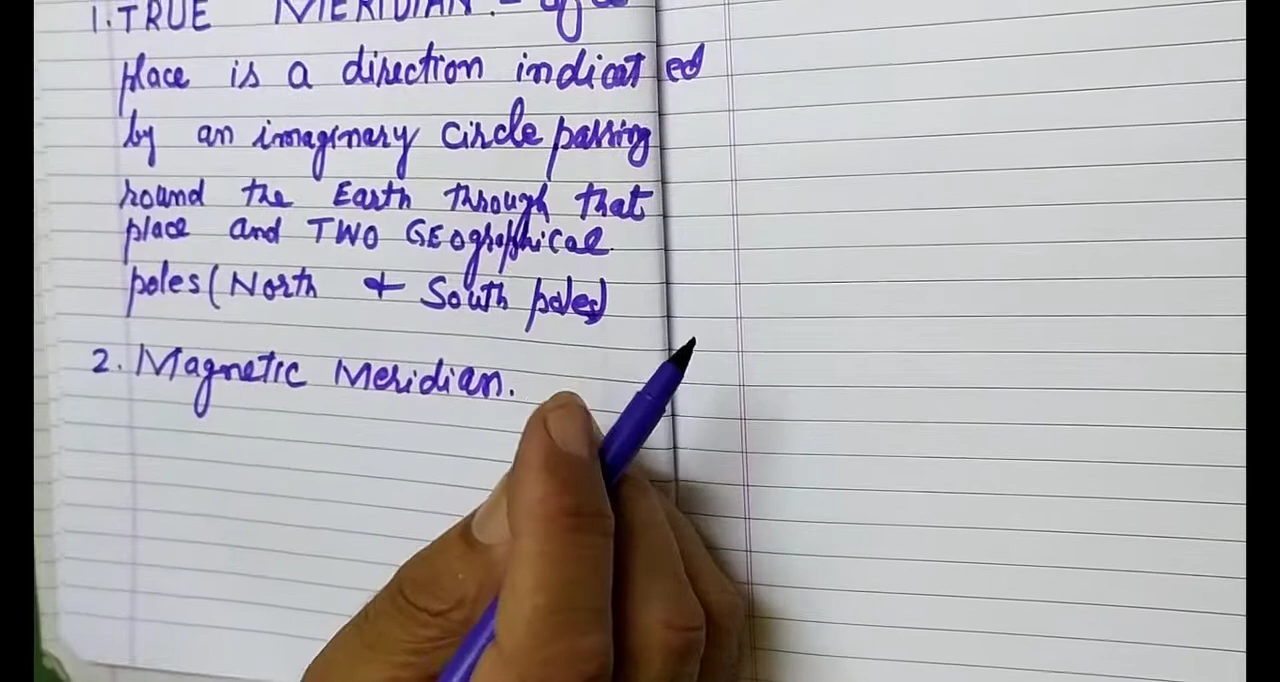 1. TRUE MERIDIAN:- of a
place is a direction indicated
by an imaginary circle passing
round the Earth through that
place and TWO GEographical
poles (North & South poles)
2. Magnetic Meridian.